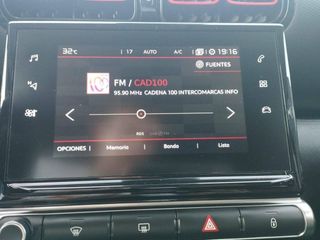 32°C 17 AUTO A/C 19:16
FUENTES
FM / CAD100
95.90 MHz CADENA 100 INTERCOMARCAS INFO
RDS
OPCIONES Memoria Banda Lista